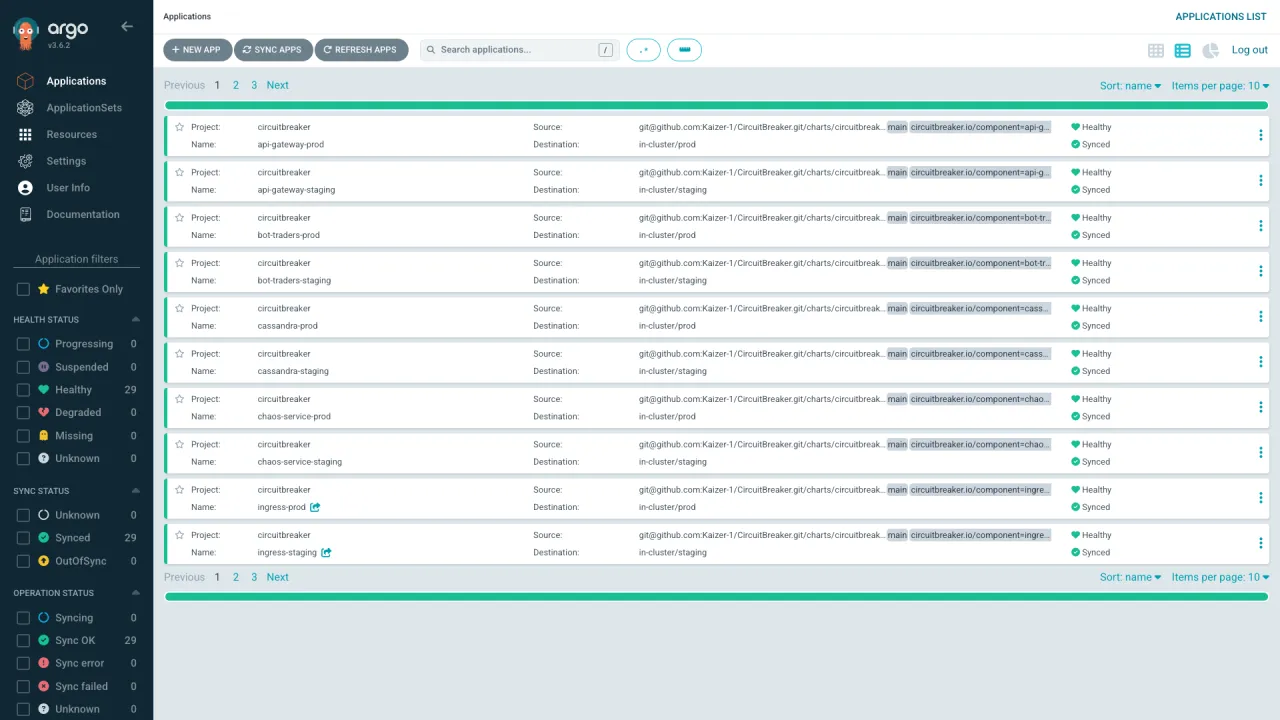 argo
v3.6.2
Applications
ApplicationSets
Resources
Settings
User Info
Documentation
Application filters
Favorites Only
HEALTH STATUS
Progressing 0
Suspended 0
Healthy 29
Degraded 0
Missing 0
Unknown 0
SYNC STATUS
Unknown 0
Synced 29
OutOfSync 0
OPERATION STATUS
Syncing 0
Sync OK 29
Sync error 0
Sync failed 0
Unknown 0
Applications APPLICATIONS LIST
+ NEW APP SYNC APPS REFRESH APPS Search applications... / .* Log out
Previous 1 2 3 Next Sort: name Items per page: 10
Project: circuitbreaker Source: git@github.com:Kaizer-1/CircuitBreaker.git/charts/circuitbreak... main circuitbreaker.io/component=api-g... Healthy
Name: api-gateway-prod Destination: in-cluster/prod Synced
Project: circuitbreaker Source: git@github.com:Kaizer-1/CircuitBreaker.git/charts/circuitbreak... main circuitbreaker.io/component=api-g... Healthy
Name: api-gateway-staging Destination: in-cluster/staging Synced
Project: circuitbreaker Source: git@github.com:Kaizer-1/CircuitBreaker.git/charts/circuitbreak... main circuitbreaker.io/component=bot-tr... Healthy
Name: bot-traders-prod Destination: in-cluster/prod Synced
Project: circuitbreaker Source: git@github.com:Kaizer-1/CircuitBreaker.git/charts/circuitbreak... main circuitbreaker.io/component=bot-tr... Healthy
Name: bot-traders-staging Destination: in-cluster/staging Synced
Project: circuitbreaker Source: git@github.com:Kaizer-1/CircuitBreaker.git/charts/circuitbreak... main circuitbreaker.io/component=cass... Healthy
Name: cassandra-prod Destination: in-cluster/prod Synced
Project: circuitbreaker Source: git@github.com:Kaizer-1/CircuitBreaker.git/charts/circuitbreak... main circuitbreaker.io/component=cass... Healthy
Name: cassandra-staging Destination: in-cluster/staging Synced
Project: circuitbreaker Source: git@github.com:Kaizer-1/CircuitBreaker.git/charts/circuitbreak... main circuitbreaker.io/component=chao... Healthy
Name: chaos-service-prod Destination: in-cluster/prod Synced
Project: circuitbreaker Source: git@github.com:Kaizer-1/CircuitBreaker.git/charts/circuitbreak... main circuitbreaker.io/component=chao... Healthy
Name: chaos-service-staging Destination: in-cluster/staging Synced
Project: circuitbreaker Source: git@github.com:Kaizer-1/CircuitBreaker.git/charts/circuitbreak... main circuitbreaker.io/component=ingre... Healthy
Name: ingress-prod Destination: in-cluster/prod Synced
Project: circuitbreaker Source: git@github.com:Kaizer-1/CircuitBreaker.git/charts/circuitbreak... main circuitbreaker.io/component=ingre... Healthy
Name: ingress-staging Destination: in-cluster/staging Synced
Previous 1 2 3 Next Sort: name Items per page: 10